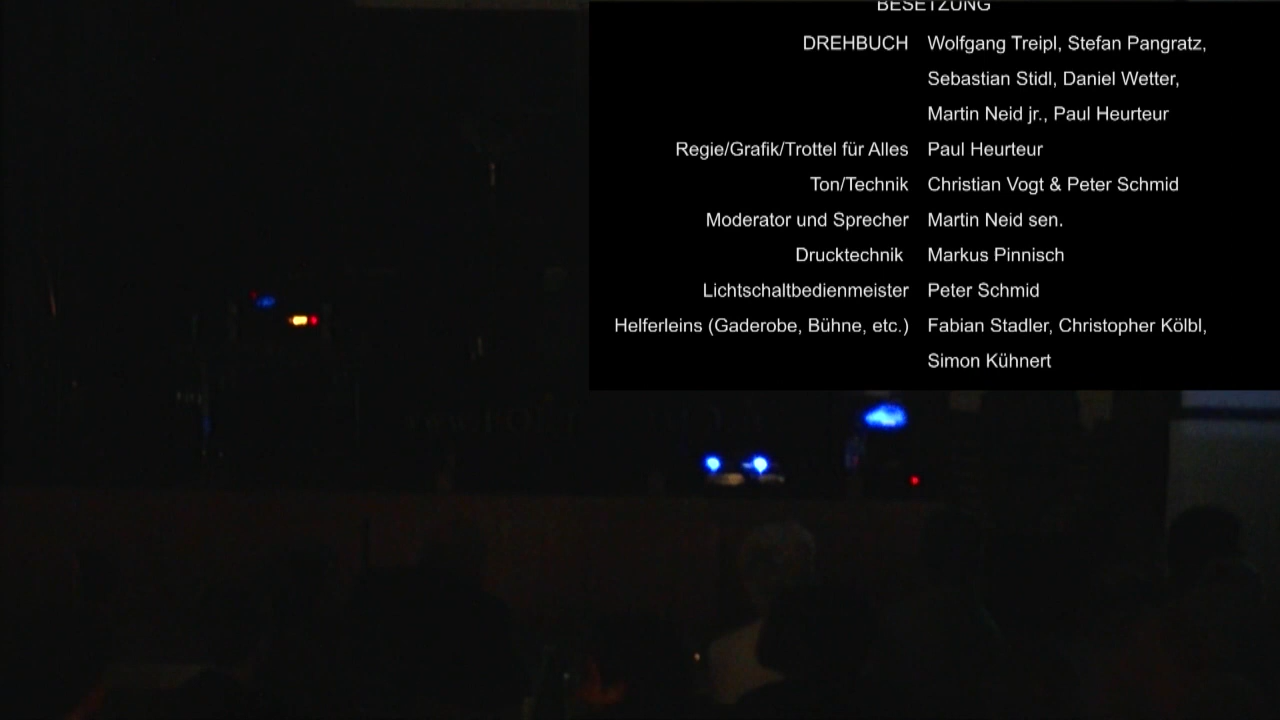 BESETZUNG
DREHBUCH Wolfgang Treipl, Stefan Pangratz,
Sebastian Stidl, Daniel Wetter,
Martin Neid jr., Paul Heurteur
Regie/Grafik/Trottel für Alles Paul Heurteur
Ton/Technik Christian Vogt & Peter Schmid
Moderator und Sprecher Martin Neid sen.
Drucktechnik Markus Pinnisch
Lichtschaltbedienmeister Peter Schmid
Helferleins (Gaderobe, Bühne, etc.) Fabian Stadler, Christopher Kölbl,
Simon Kühnert